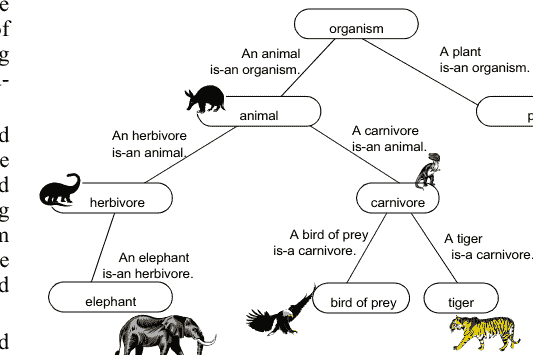 organism
An animal
is-an organism.
A plant
is-an organism.
animal
An herbivore
is-an animal.
A carnivore
is-an animal.
herbivore
carnivore
An elephant
is-an herbivore.
A bird of prey
is-a carnivore.
A tiger
is-a carnivore.
elephant
bird of prey
tiger